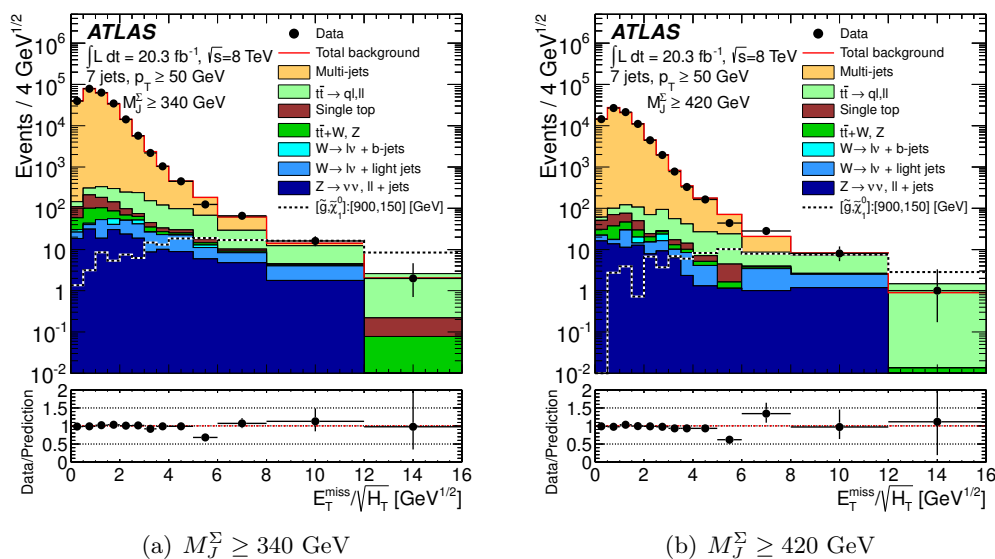 ATLAS
∫L dt = 20.3 fb⁻¹, √s=8 TeV
7 jets, p_T ≥ 50 GeV
M_J^Σ ≥ 340 GeV
Data
Total background
Multi-jets
tt̄ → ql,ll
Single top
tt̄+W, Z
W→lν + b-jets
W→lν + light jets
Z→νν, ll + jets
[g̃,χ̃₁⁰]:[900,150] [GeV]
Events / 4 GeV^{1/2}
10⁶
10⁵
10⁴
10³
10²
10
1
10⁻¹
10⁻²
Data/Prediction
2
1.5
1
0.5
0
0 2 4 6 8 10 12 14 16
E_T^miss/√H_T [GeV^{1/2}]
(a) M_J^Σ ≥ 340 GeV
ATLAS
∫L dt = 20.3 fb⁻¹, √s=8 TeV
7 jets, p_T ≥ 50 GeV
M_J^Σ ≥ 420 GeV
Data
Total background
Multi-jets
tt̄ → ql,ll
Single top
tt̄+W, Z
W→lν + b-jets
W→lν + light jets
Z→νν, ll + jets
[g̃,χ̃₁⁰]:[900,150] [GeV]
Events / 4 GeV^{1/2}
10⁶
10⁵
10⁴
10³
10²
10
1
10⁻¹
10⁻²
Data/Prediction
2
1.5
1
0.5
0
0 2 4 6 8 10 12 14 16
E_T^miss/√H_T [GeV^{1/2}]
(b) M_J^Σ ≥ 420 GeV